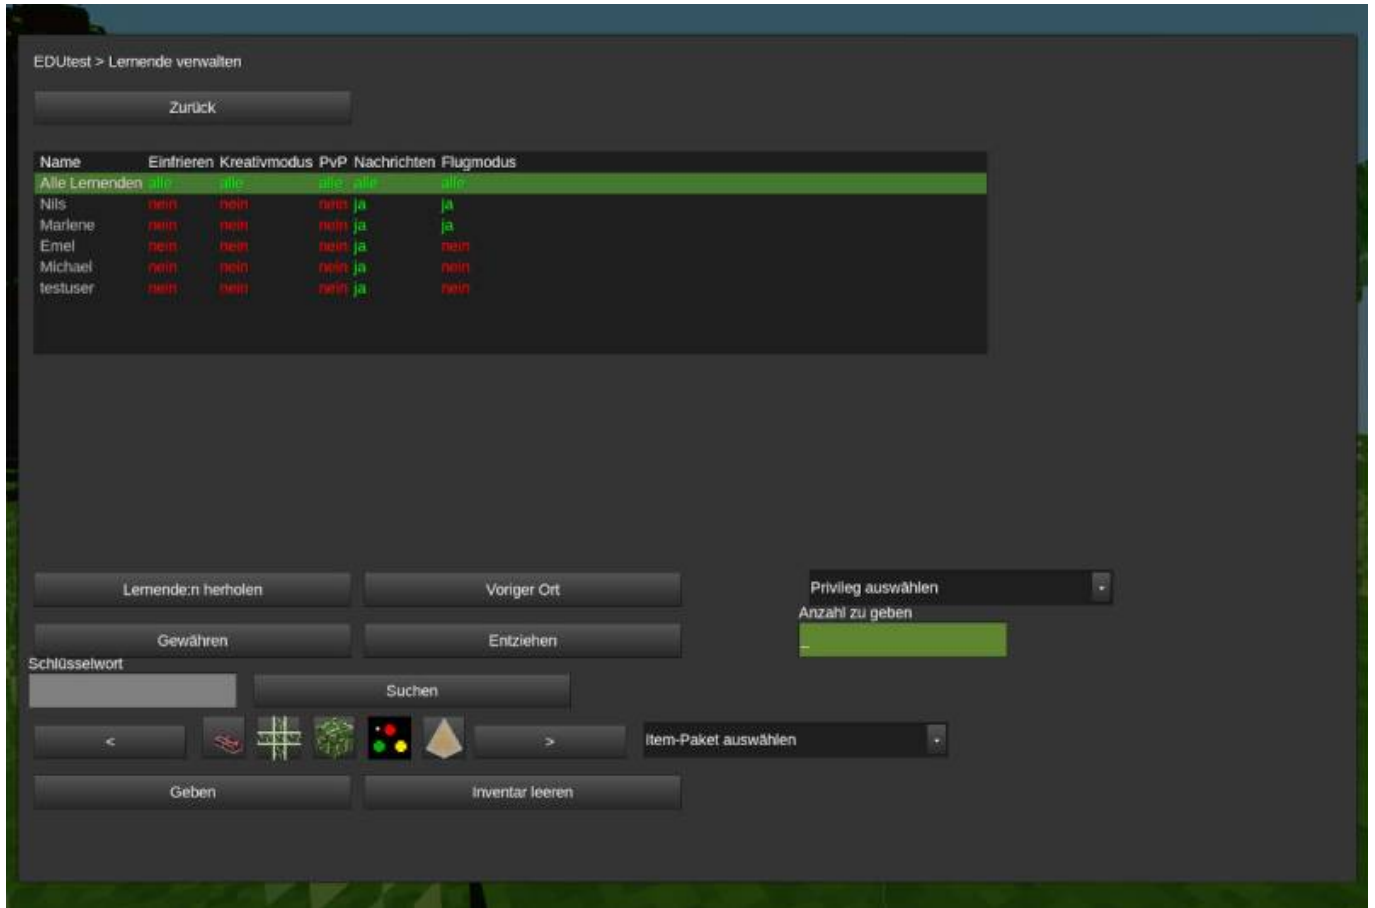 EDUtest > Lernende verwalten
Zurück
Name Einfrieren Kreativmodus PvP Nachrichten Flugmodus
Alle Lernenden alle alle alle alle alle
Nils nein nein nein ja ja
Marlene nein nein nein ja ja
Emel nein nein nein ja nein
Michael nein nein nein ja nein
testuser nein nein nein ja nein
Lernende:n herholen Voriger Ort Privileg auswählen
Anzahl zu geben
Gewähren Entziehen
Schlüsselwort
Suchen
< > Item-Paket auswählen
Geben Inventar leeren